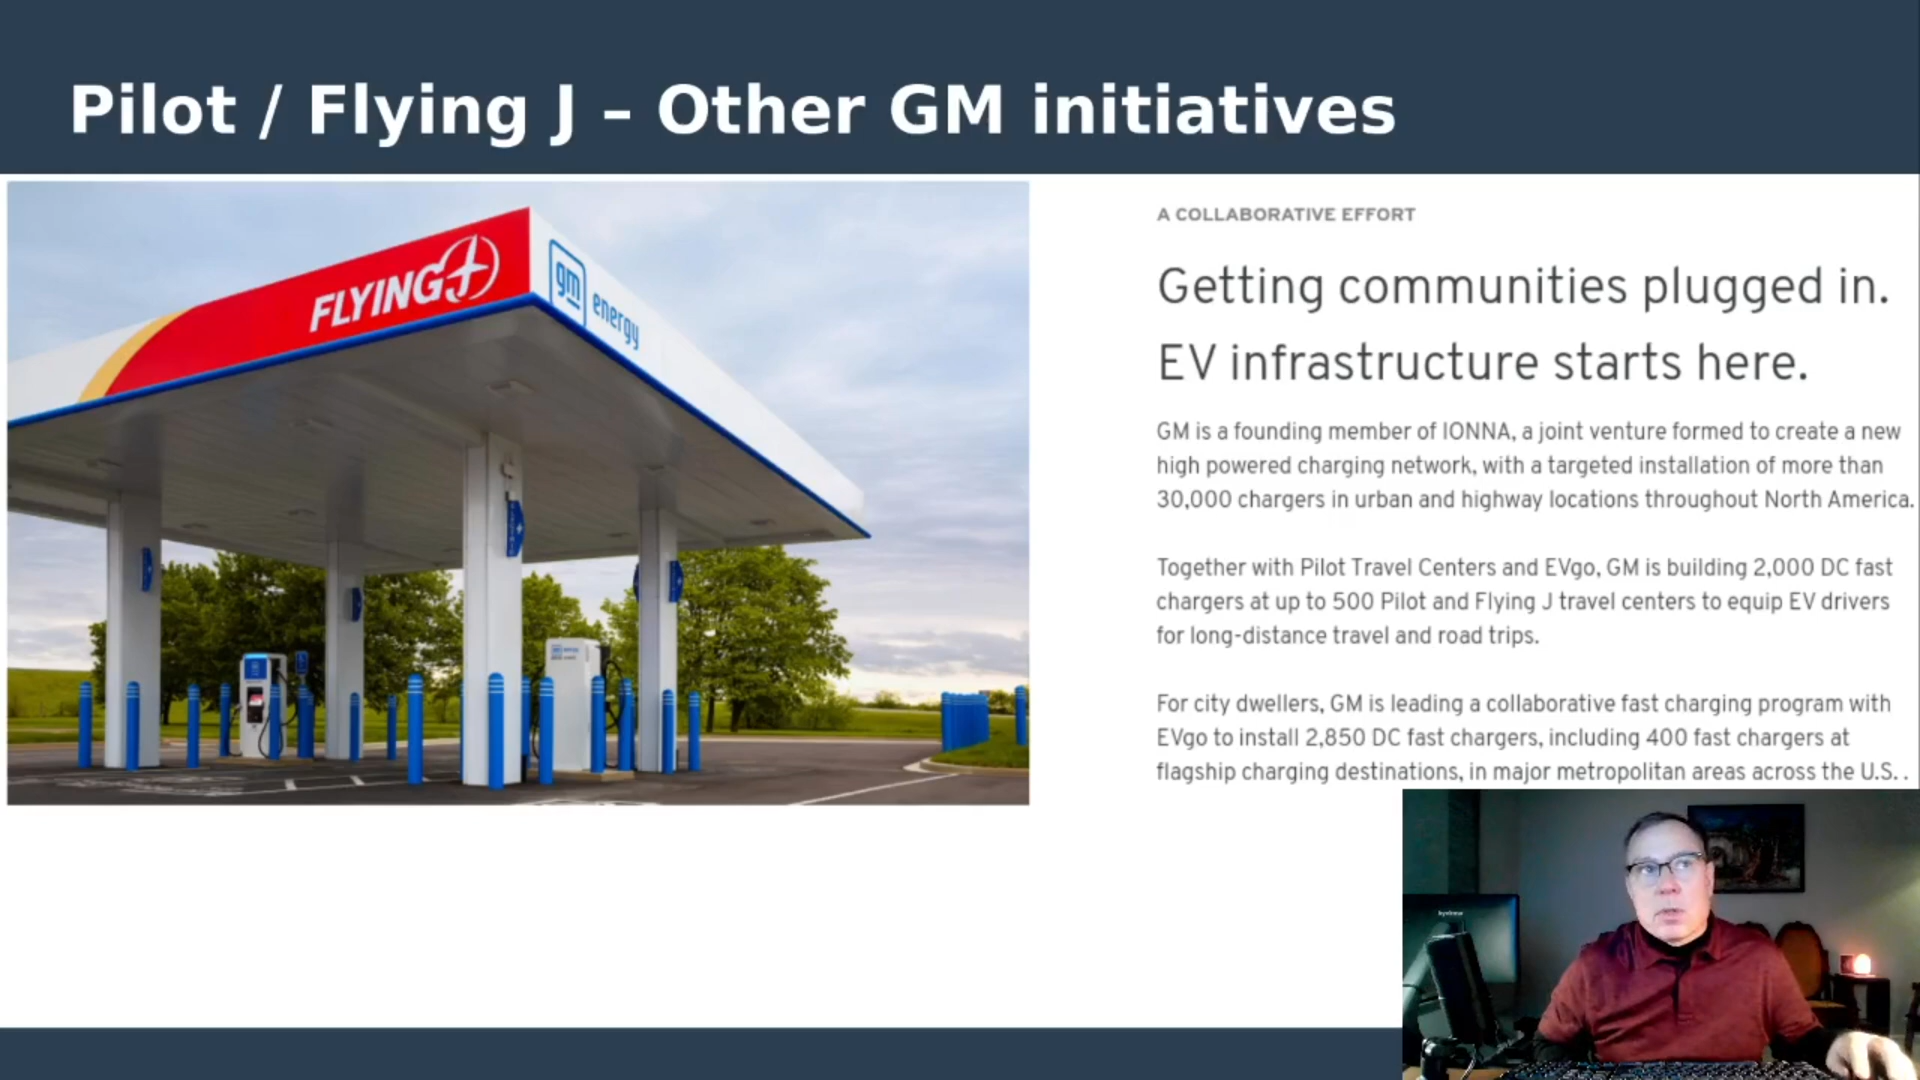 Pilot / Flying J – Other GM initiatives
FLYING J
gm energy
A COLLABORATIVE EFFORT
Getting communities plugged in.
EV infrastructure starts here.
GM is a founding member of IONNA, a joint venture formed to create a new
high powered charging network, with a targeted installation of more than
30,000 chargers in urban and highway locations throughout North America.
Together with Pilot Travel Centers and EVgo, GM is building 2,000 DC fast
chargers at up to 500 Pilot and Flying J travel centers to equip EV drivers
for long-distance travel and road trips.
For city dwellers, GM is leading a collaborative fast charging program with
EVgo to install 2,850 DC fast chargers, including 400 fast chargers at
flagship charging destinations, in major metropolitan areas across the U.S. .